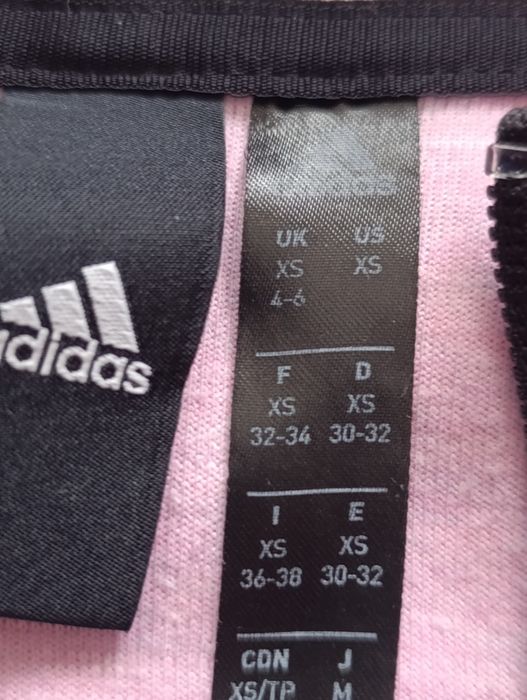 adidas
adidas
UK US
XS XS
4-6
F D
XS XS
32-34 30-32
I E
XS XS
36-38 30-32
CDN J
XS/TP M